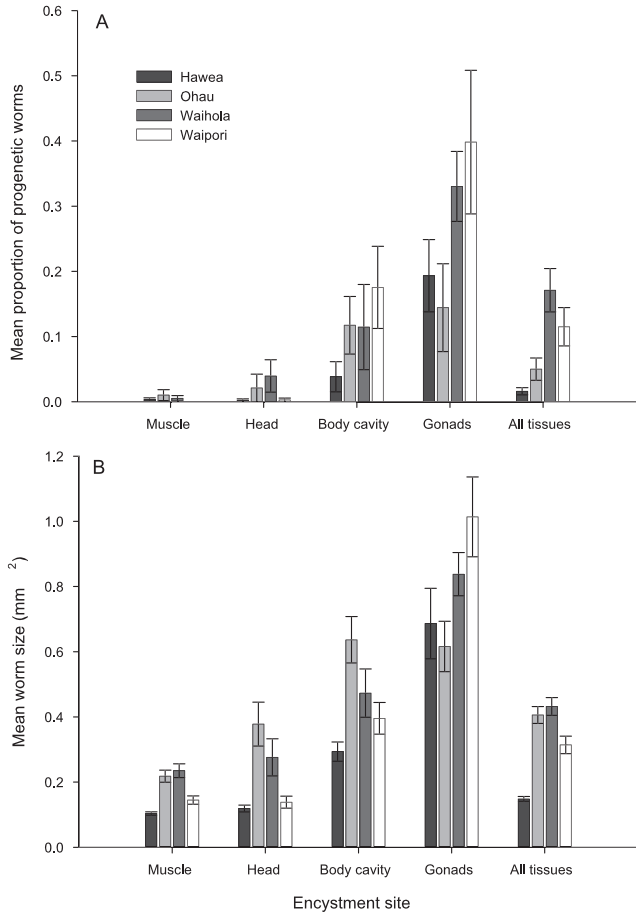 A
Hawea
Ohau
Waihola
Waipori
Mean proportion of progenetic worms
0.6
0.5
0.4
0.3
0.2
0.1
0.0
Muscle Head Body cavity Gonads All tissues
B
Mean worm size (mm 2)
1.2
1.0
0.8
0.6
0.4
0.2
0.0
Muscle Head Body cavity Gonads All tissues
Encystment site